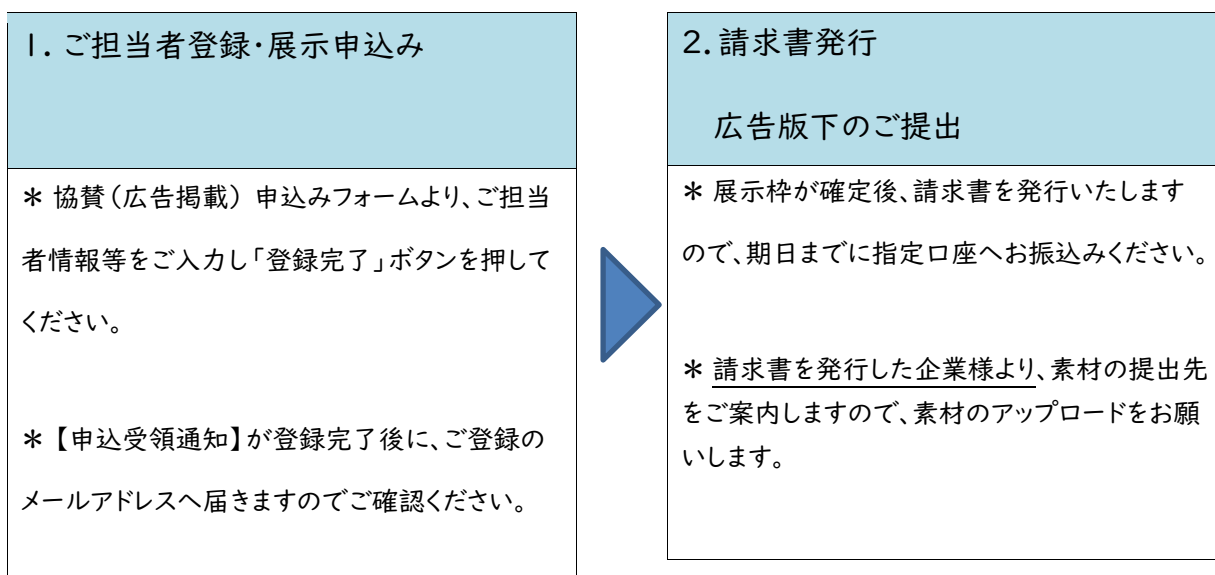 1. ご担当者登録・展示申込み
＊ 協賛（広告掲載） 申込みフォームより、ご担当
者情報等をご入力し「登録完了」ボタンを押して
ください。
＊【申込受領通知】が登録完了後に、ご登録の
メールアドレスへ届きますのでご確認ください。
2. 請求書発行
広告版下のご提出
＊ 展示枠が確定後、請求書を発行いたします
ので、期日までに指定口座へお振込みください。
＊ 請求書を発行した企業様より、素材の提出先
をご案内しますので、素材のアップロードをお願
いします。